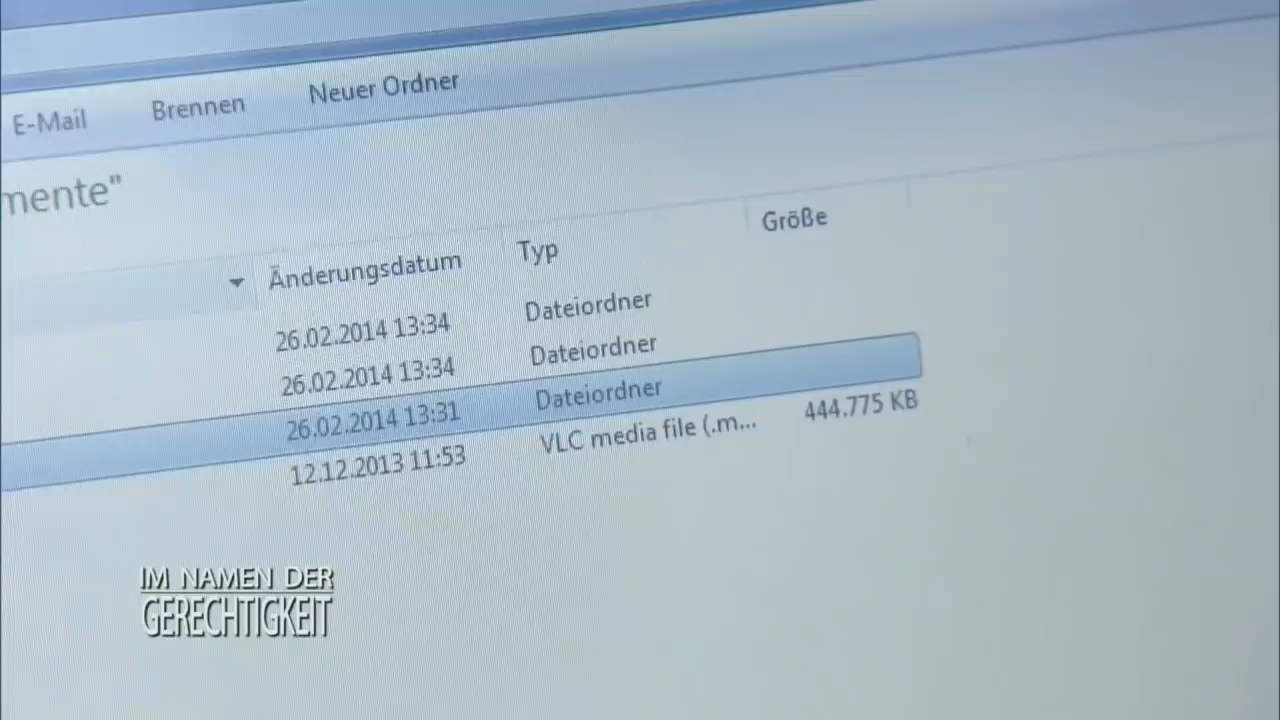 E-Mail Brennen Neuer Ordner
mente"
Änderungsdatum Typ Größe
26.02.2014 13:34 Dateiordner
26.02.2014 13:34 Dateiordner
26.02.2014 13:31 Dateiordner
12.12.2013 11:53 VLC media file (.m... 444.775 KB
IM NAMEN DER
GERECHTIGKEIT